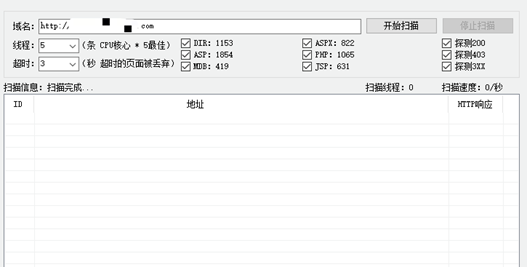 域名: http:/, com 开始扫描 停止扫描
线程: 5 (条 CPU核心 * 5最佳) DIR: 1153 ASPX: 822 探测200
ASP: 1854 PHP: 1065 探测403
超时: 3 (秒 超时的页面被丢弃) MDB: 419 JSP: 631 探测3XX
扫描信息: 扫描完成... 扫描线程: 0 扫描速度: 0/秒
ID 地址 HTTP响应